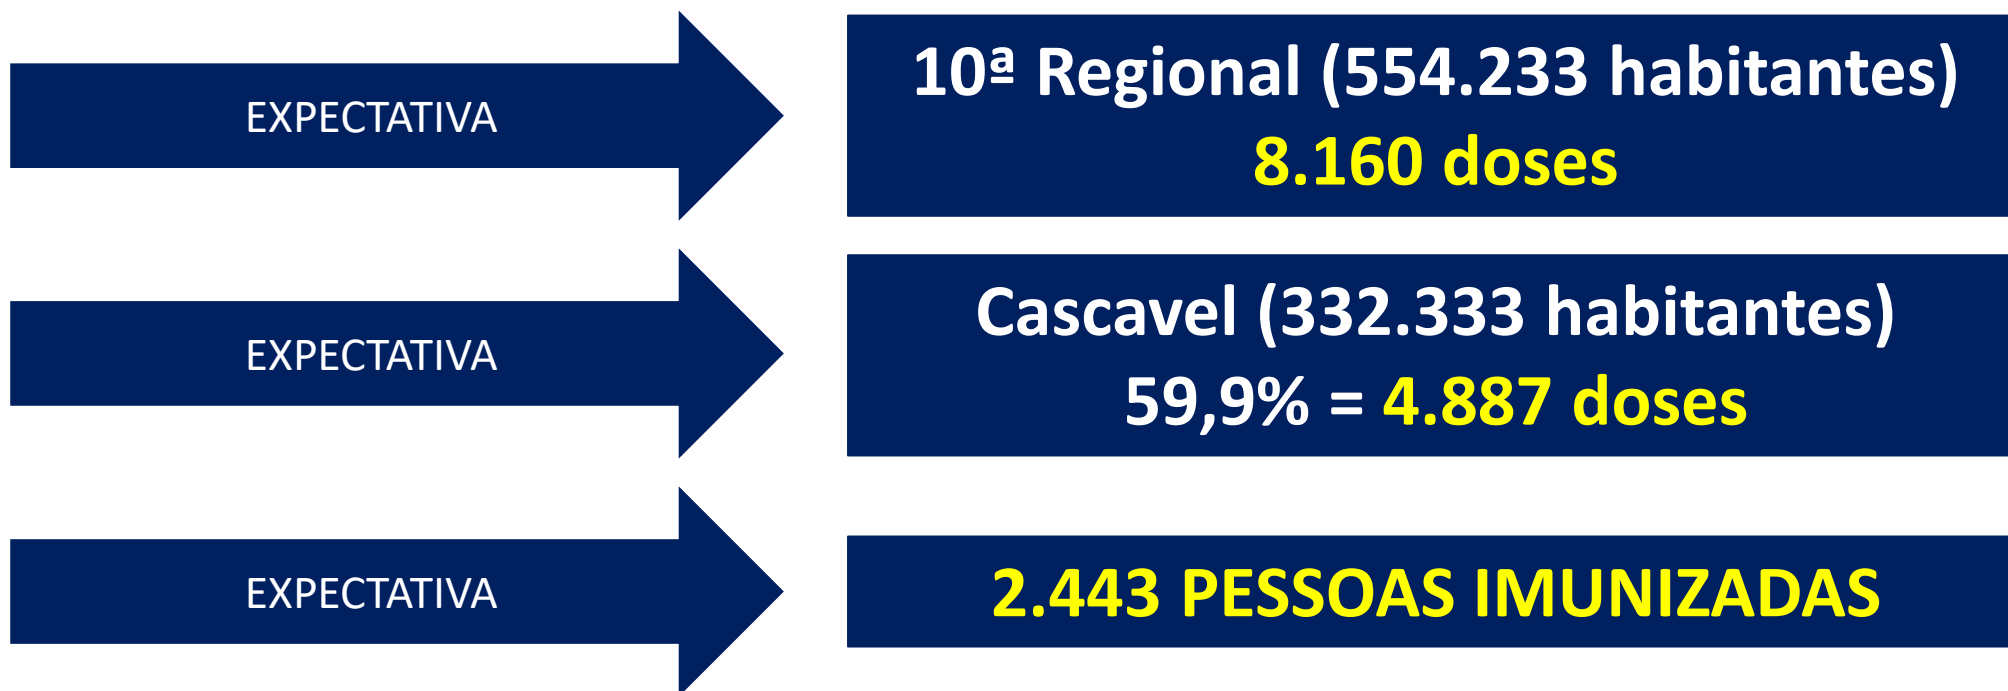 EXPECTATIVA
10ª Regional (554.233 habitantes)
8.160 doses
EXPECTATIVA
Cascavel (332.333 habitantes)
59,9% = 4.887 doses
EXPECTATIVA
2.443 PESSOAS IMUNIZADAS